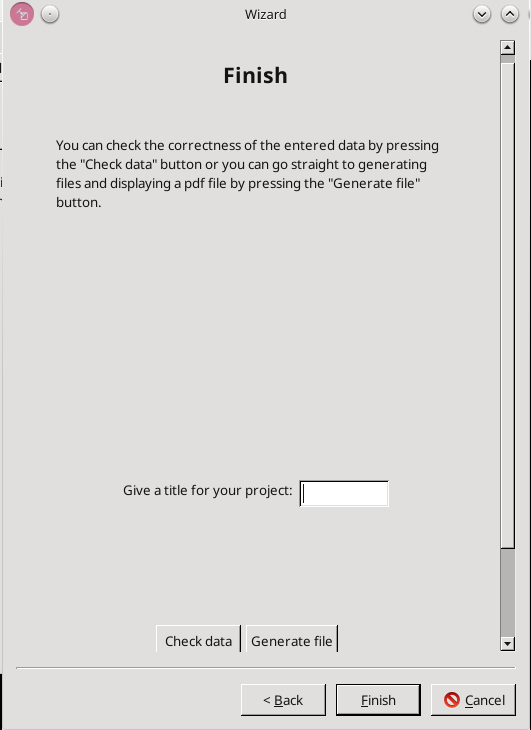 Wizard
Finish
You can check the correctness of the entered data by pressing
the "Check data" button or you can go straight to generating
files and displaying a pdf file by pressing the "Generate file"
button.
Give a title for your project:
Check data Generate file
< Back Finish Cancel